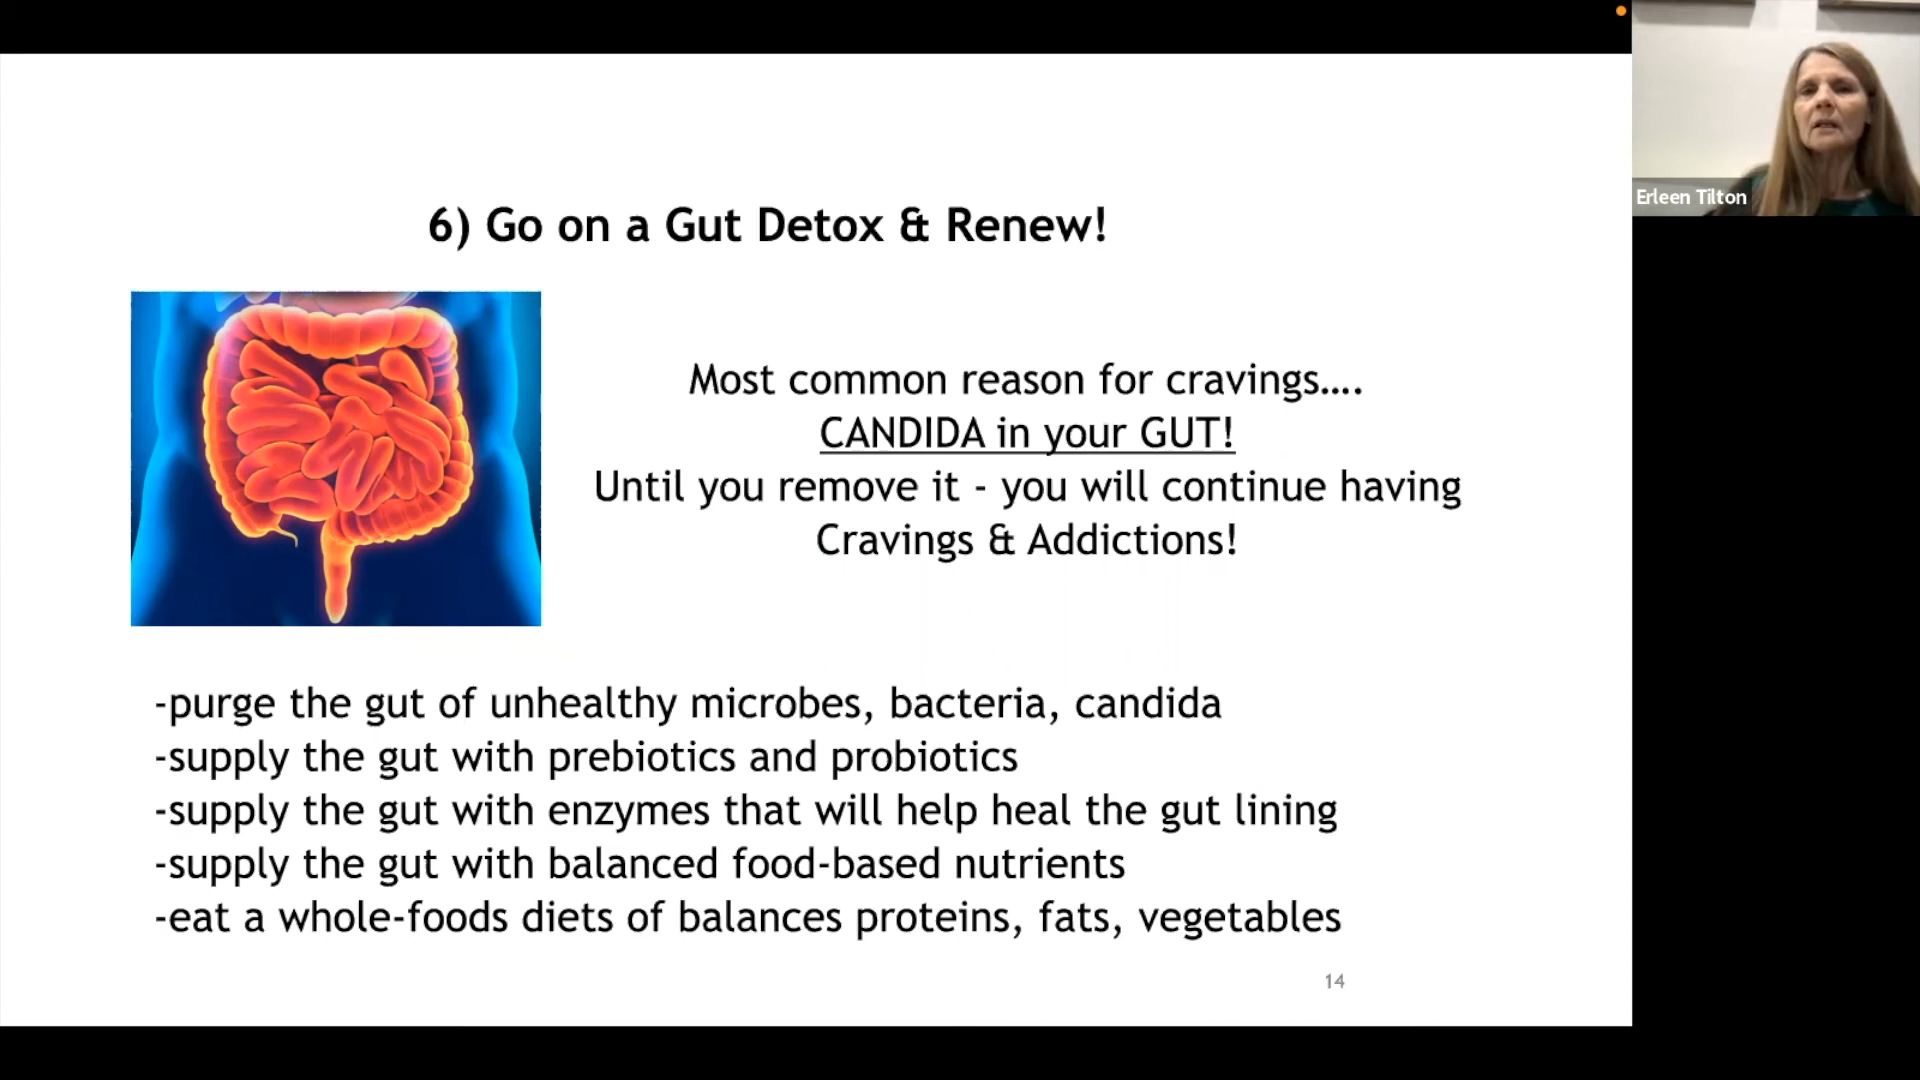 Erleen Tilton
6) Go on a Gut Detox & Renew!
Most common reason for cravings....
CANDIDA in your GUT!
Until you remove it - you will continue having
Cravings & Addictions!
-purge the gut of unhealthy microbes, bacteria, candida
-supply the gut with prebiotics and probiotics
-supply the gut with enzymes that will help heal the gut lining
-supply the gut with balanced food-based nutrients
-eat a whole-foods diets of balances proteins, fats, vegetables
14